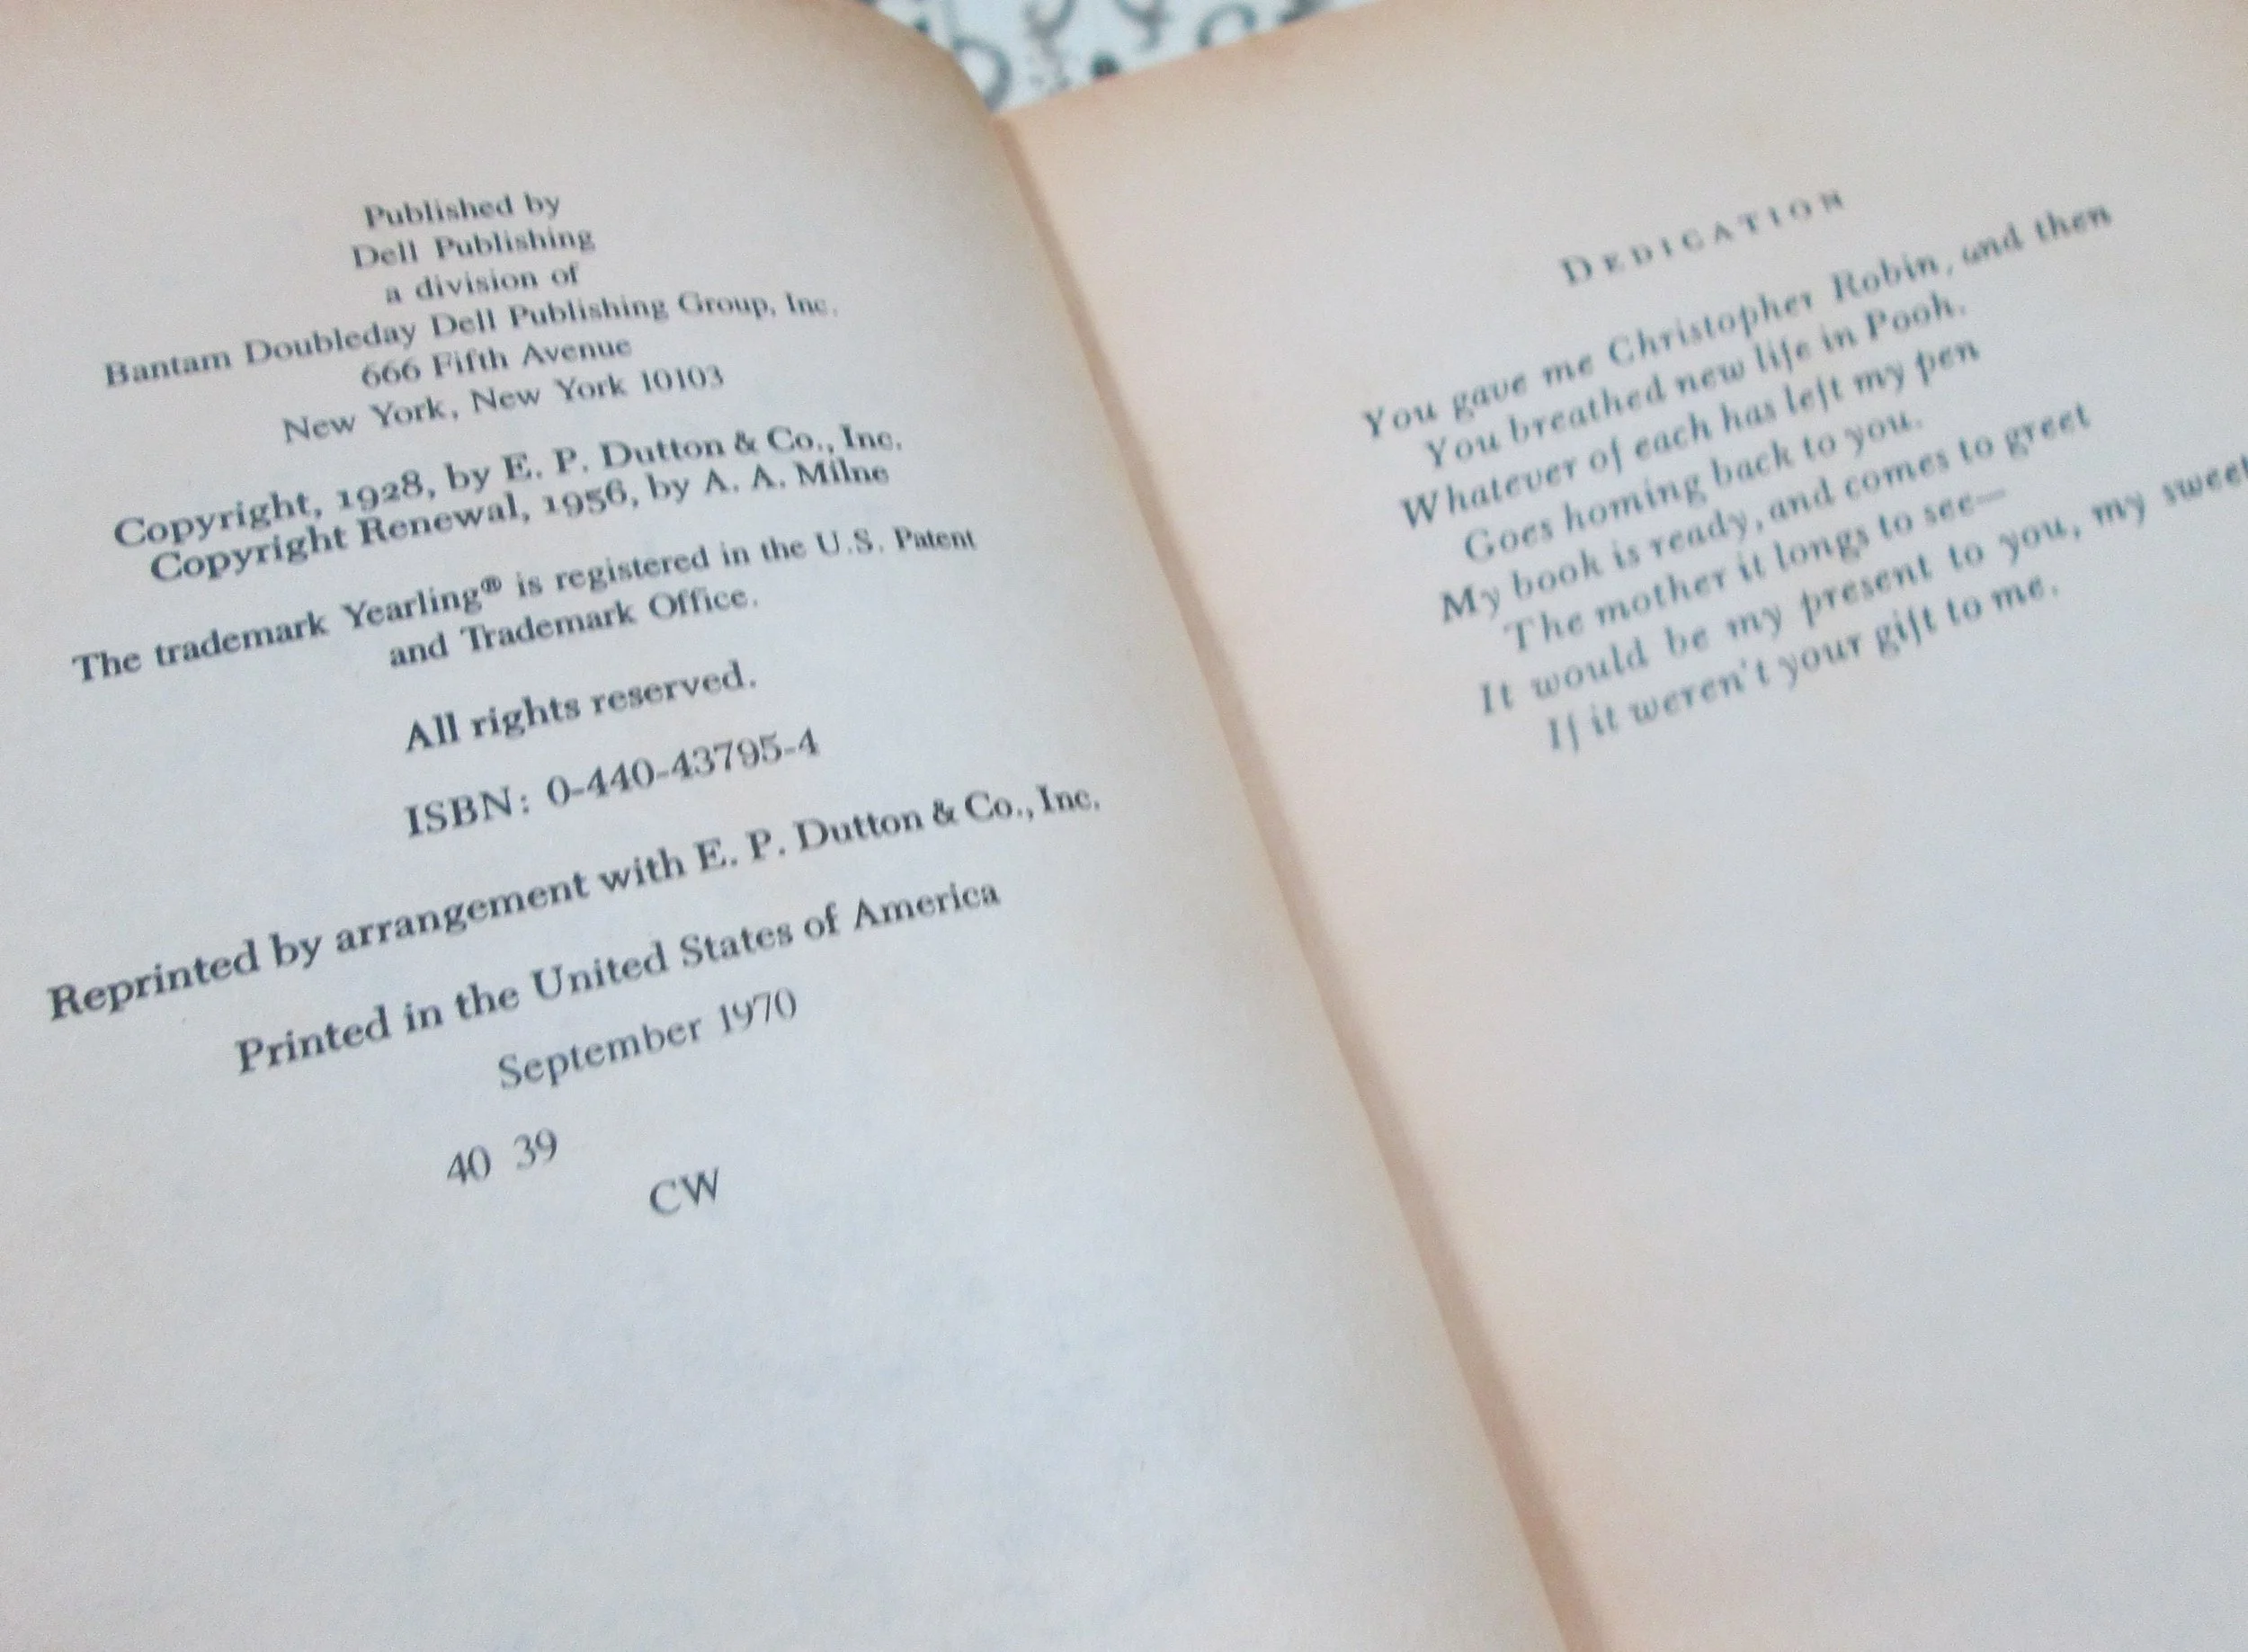 Published by
Dell Publishing
a division of
Bantam Doubleday Dell Publishing Group, Inc.
666 Fifth Avenue
New York, New York 10103
Copyright, 1928, by E. P. Dutton & Co., Inc.
Copyright Renewal, 1956, by A. A. Milne
The trademark Yearling® is registered in the U.S. Patent
and Trademark Office.
All rights reserved.
ISBN: 0-440-43795-4
Reprinted by arrangement with E. P. Dutton & Co., Inc.
Printed in the United States of America
September 1970
40 39
CW
DEDICATION
You gave me Christopher Robin, and then
You breathed new life in Pooh.
Whatever of each has left my pen
Goes homing back to you.
My book is ready, and comes to greet
The mother it longs to see—
It would be my present to you, my sweet
If it weren't your gift to me.